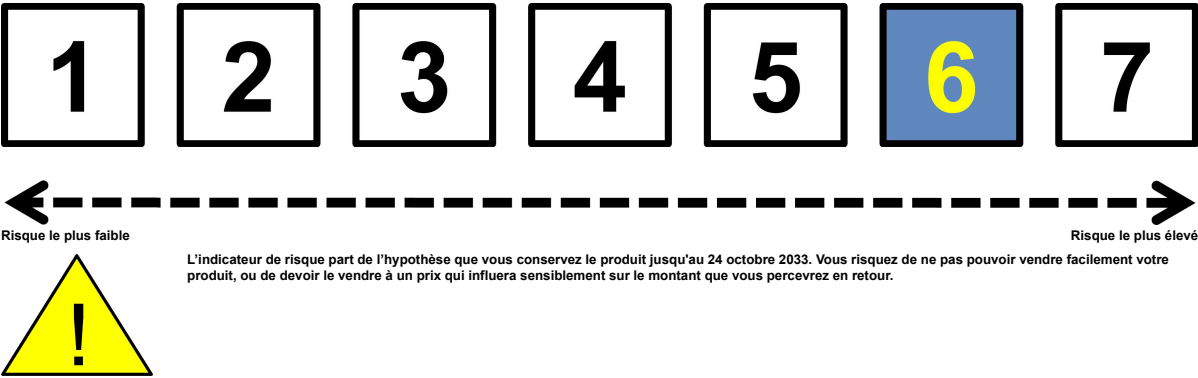 1 2 3 4 5 6 7
Risque le plus faible Risque le plus élevé
L'indicateur de risque part de l’hypothèse que vous conservez le produit jusqu'au 24 octobre 2033. Vous risquez de ne pas pouvoir vendre facilement votre
produit, ou de devoir le vendre à un prix qui influera sensiblement sur le montant que vous percevrez en retour.
!